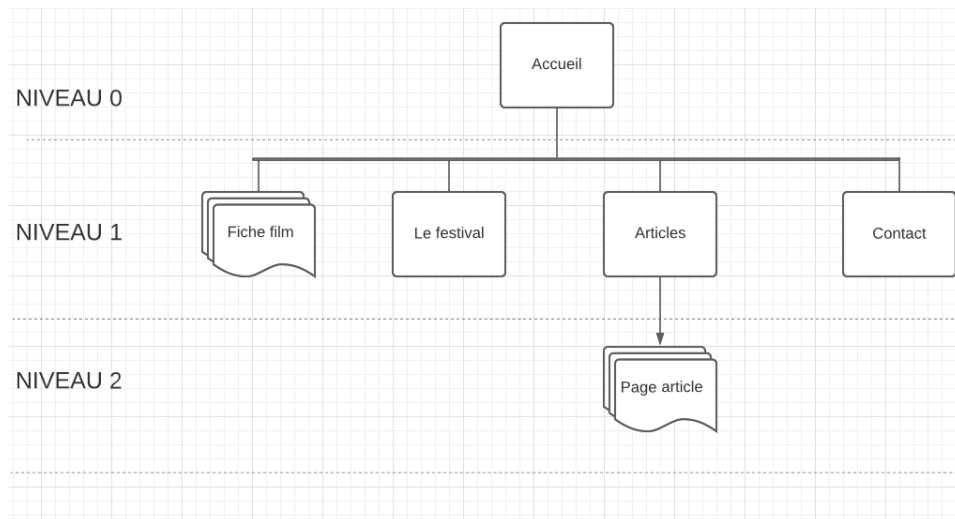 Accueil
NIVEAU 0
NIVEAU 1
Fiche film
Le festival
Articles
Contact
NIVEAU 2
Page article